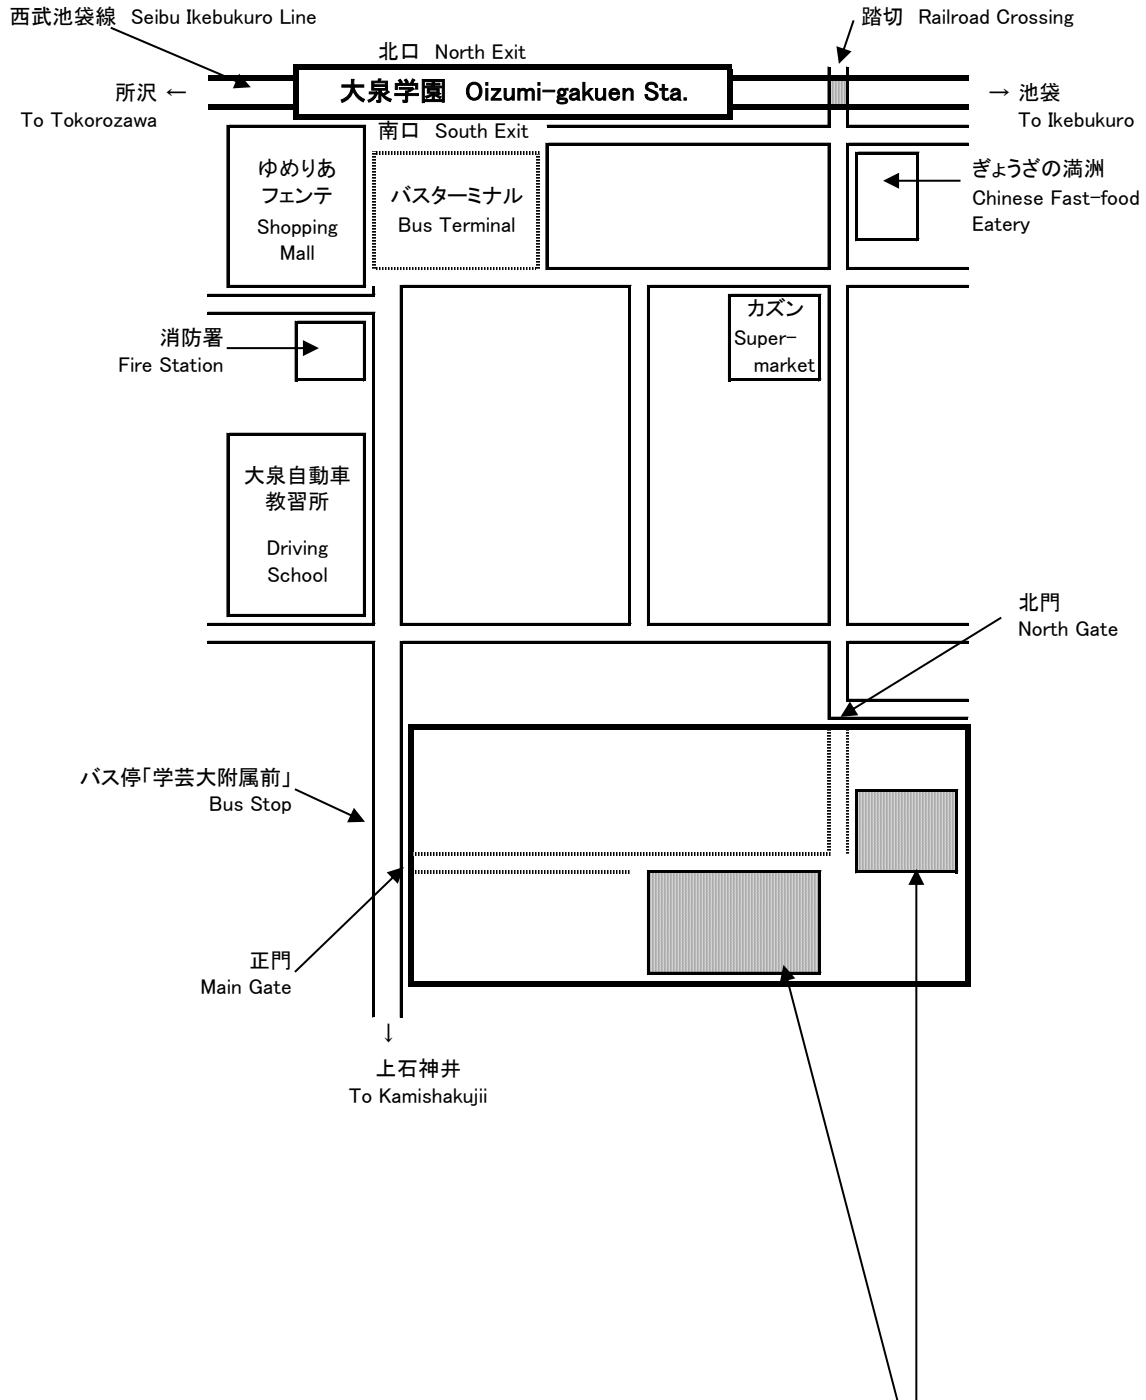 西武池袋線 Seibu Ikebukuro Line
踏切 Railroad Crossing
北口 North Exit
所沢 ←
To Tokorozawa
大泉学園 Oizumi-gakuen Sta.
→ 池袋
To Ikebukuro
南口 South Exit
ゆめりあ
フェンテ
Shopping
Mall
バスターミナル
Bus Terminal
ぎょうざの満洲
Chinese Fast-food
Eatery
カズン
Super-
market
消防署
Fire Station
大泉自動車
教習所
Driving
School
北門
North Gate
バス停「学芸大附属前」
Bus Stop
正門
Main Gate
↓
上石神井
To Kamishakujii